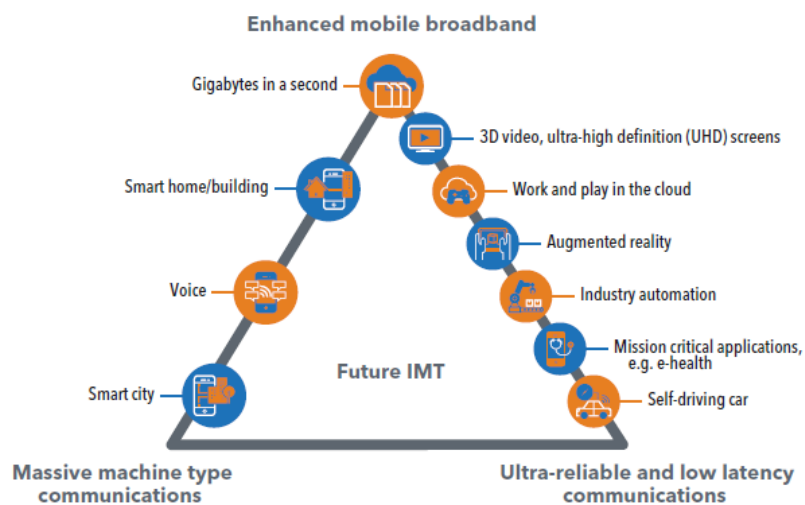 Enhanced mobile broadband
Gigabytes in a second
3D video, ultra-high definition (UHD) screens
Smart home/building
Work and play in the cloud
Augmented reality
Voice
Industry automation
Mission critical applications,
e.g. e-health
Future IMT
Smart city
Self-driving car
Massive machine type
communications
Ultra-reliable and low latency
communications